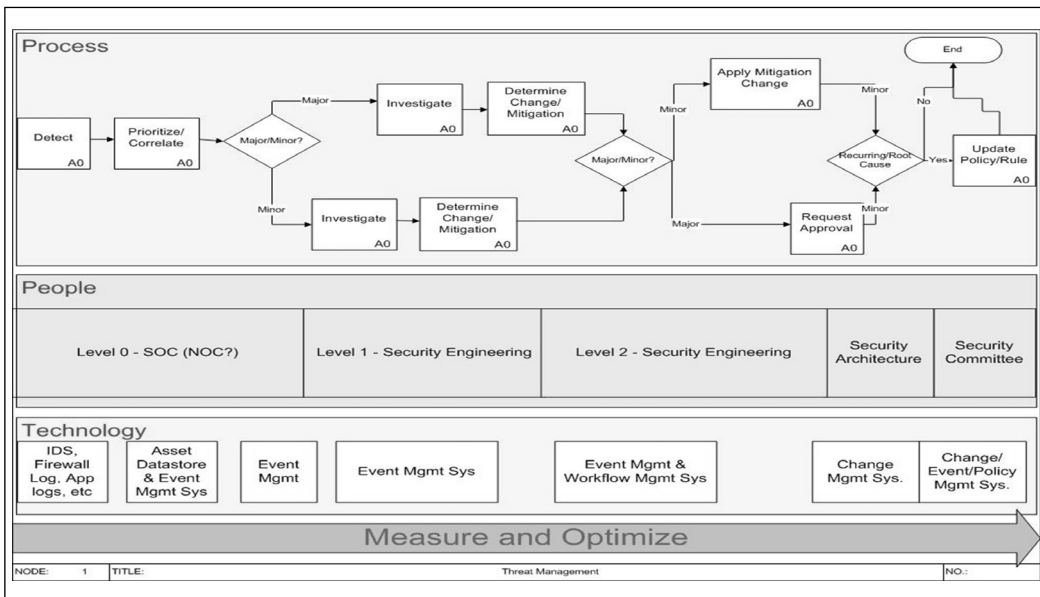 Process
End
Apply Mitigation
Change
A0
Major
Investigate
A0
Determine
Change/
Mitigation
A0
Minor
Minor
No
Detect
A0
Prioritize/
Correlate
A0
Major/Minor?
Major/Minor?
Recurring/Root
Cause
Yes
Update
Policy/Rule
A0
Minor
Investigate
A0
Determine
Change/
Mitigation
A0
Major
Request
Approval
A0
Minor
People
Level 0 - SOC (NOC?)
Level 1 - Security Engineering
Level 2 - Security Engineering
Security
Architecture
Security
Committee
Technology
IDS,
Firewall
Log, App
logs, etc
Asset
Datastore
& Event
Mgmt Sys
Event
Mgmt
Event Mgmt Sys
Event Mgmt &
Workflow Mgmt Sys
Change
Mgmt Sys.
Change/
Event/Policy
Mgmt Sys.
Measure and Optimize
NODE: 1 TITLE: Threat Management NO.: